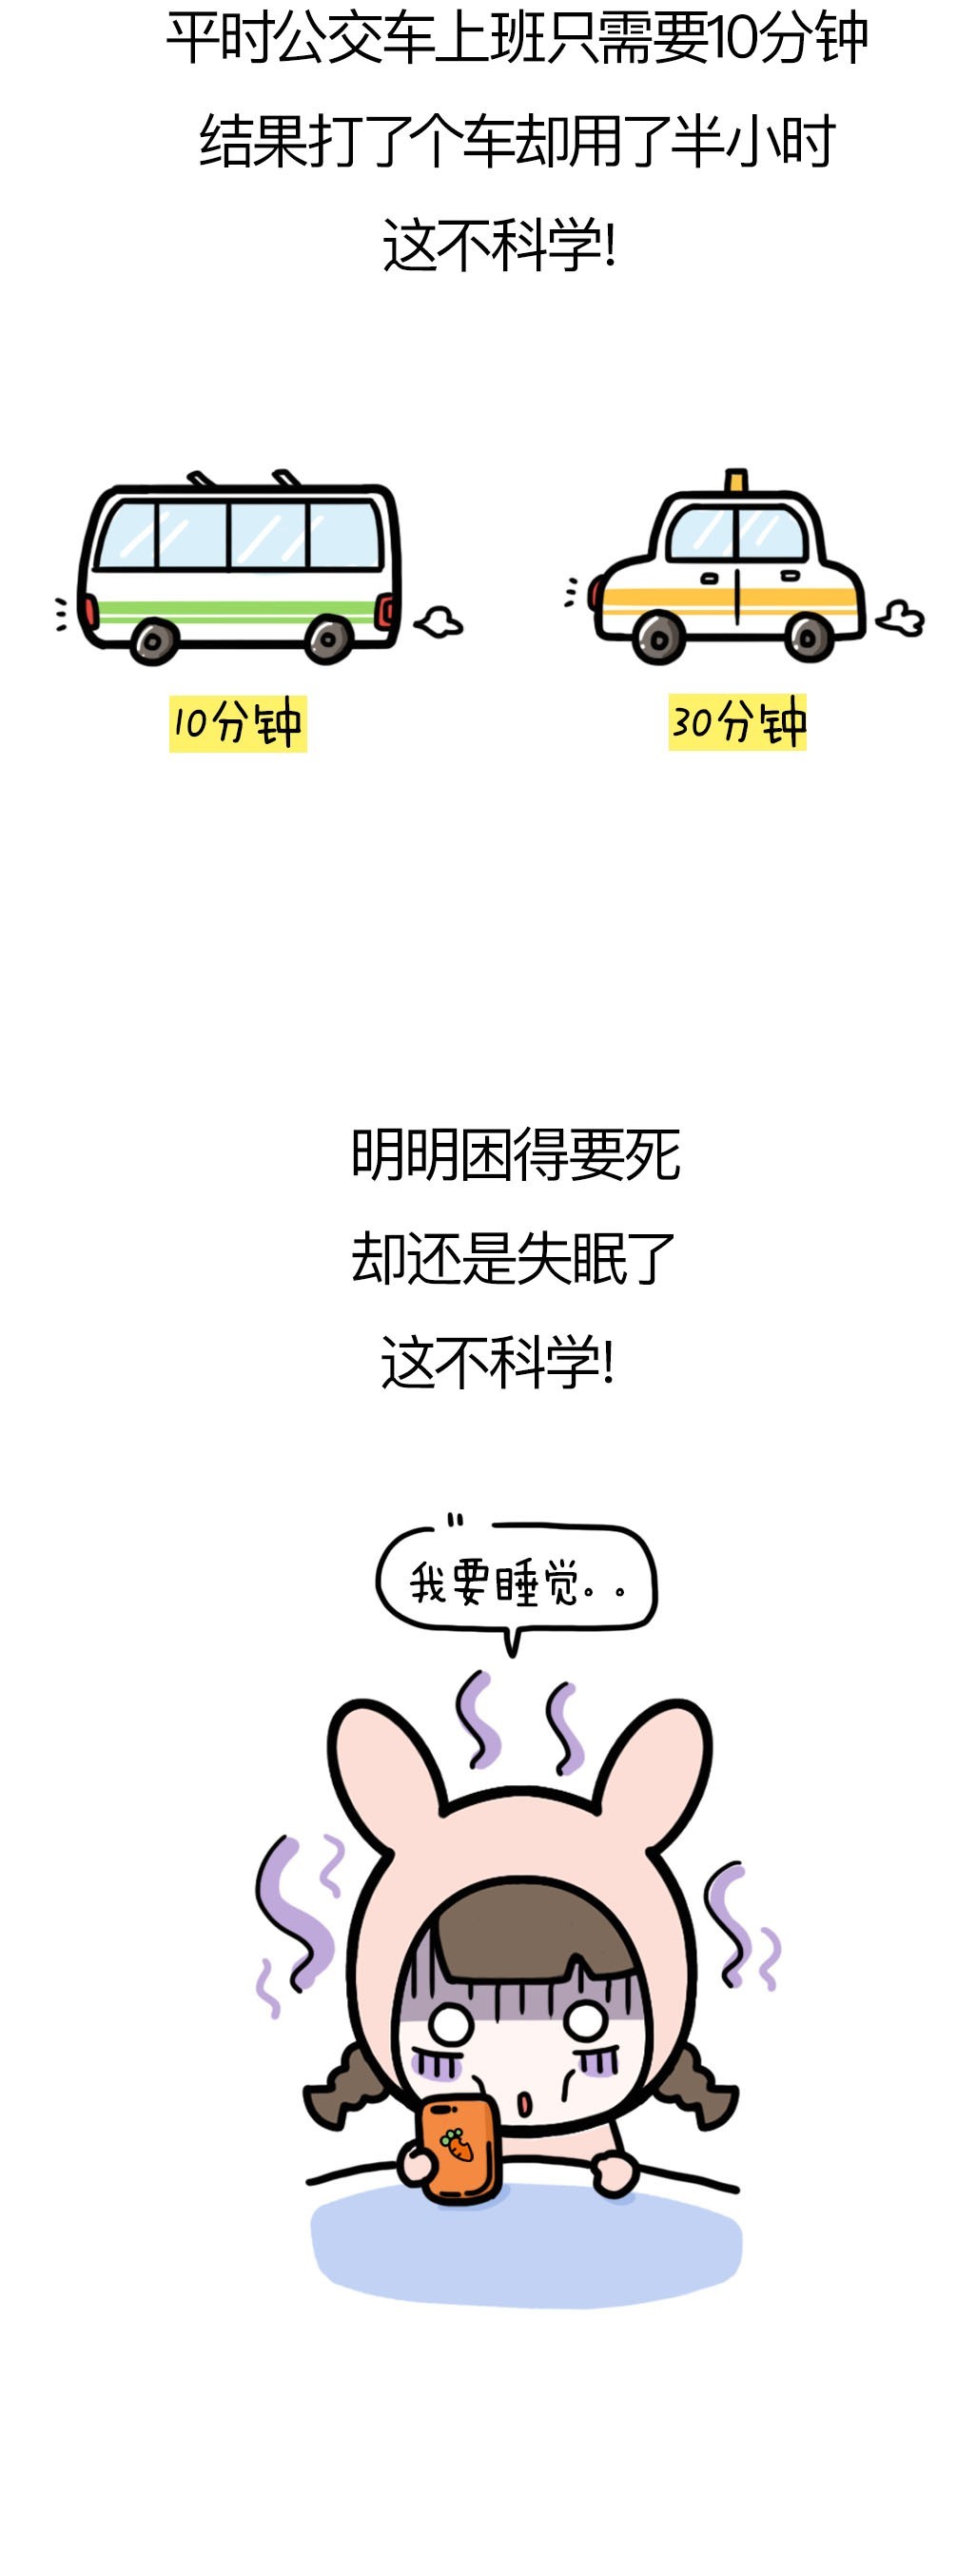 平时公交车上班只需要10分钟
结果打了个车却用了半小时
这不科学!
10分钟
30分钟
明明困得要死
却还是失眠了
这不科学!
我要睡觉。。